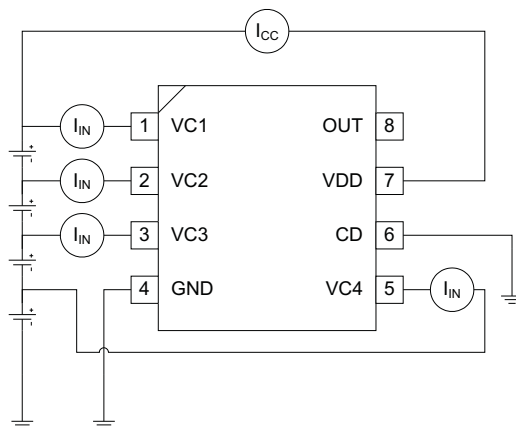 ICC
IIN 1 VC1 OUT 8
IIN 2 VC2 VDD 7
IIN 3 VC3 CD 6
4 GND VC4 5 IIN